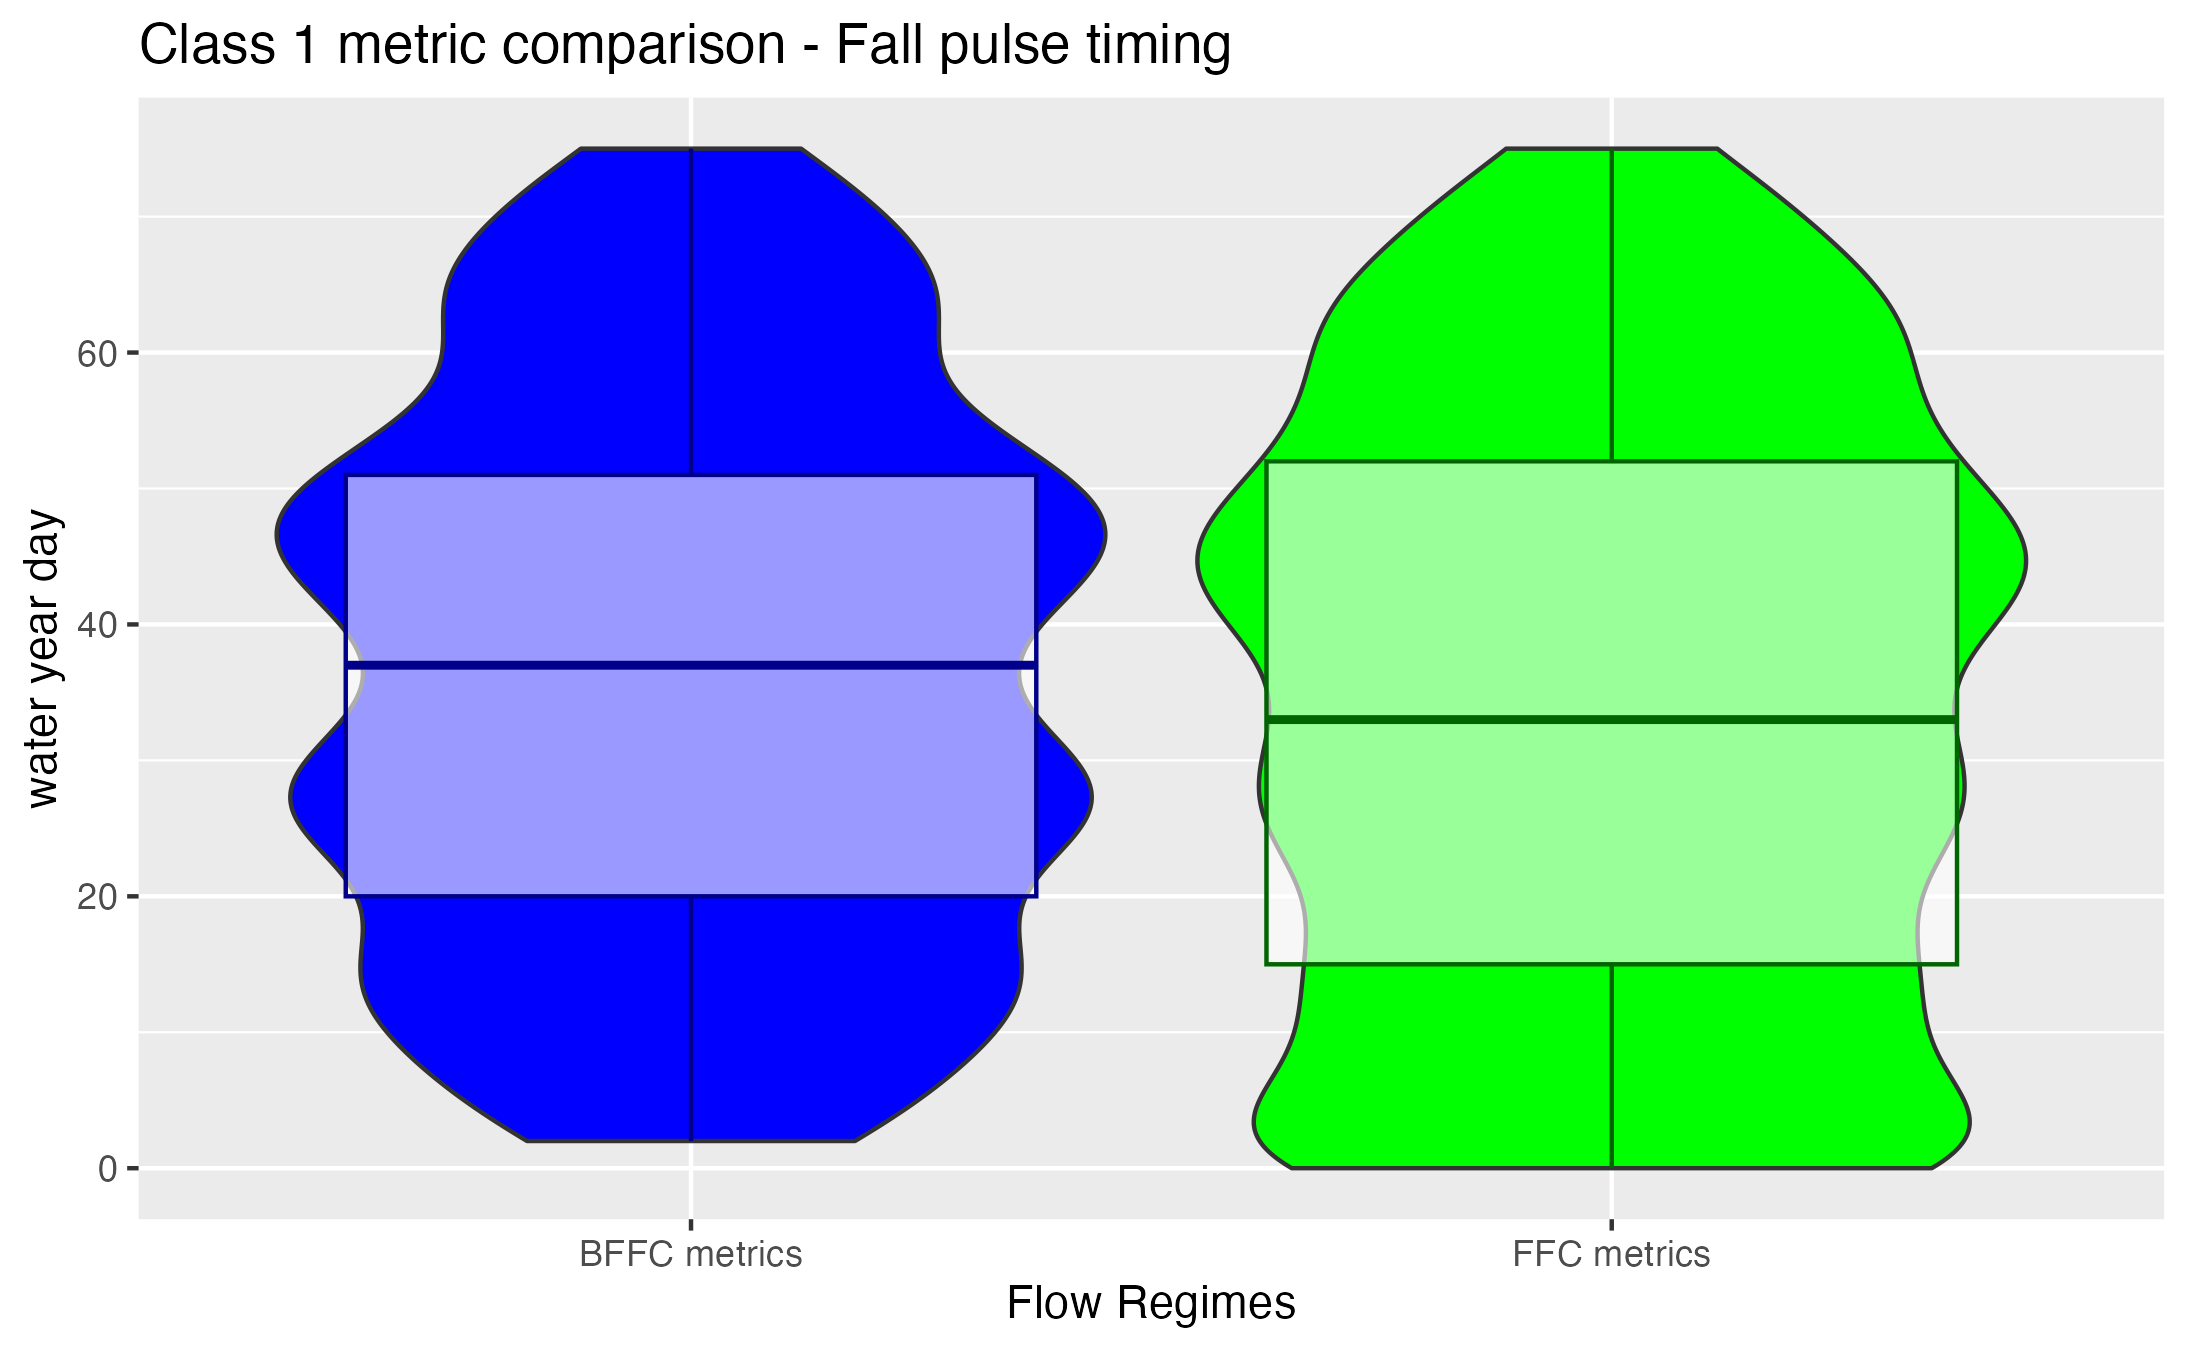 Class 1 metric comparison - Fall pulse timing
water year day
60
40
20
0
BFFC metrics
FFC metrics
Flow Regimes